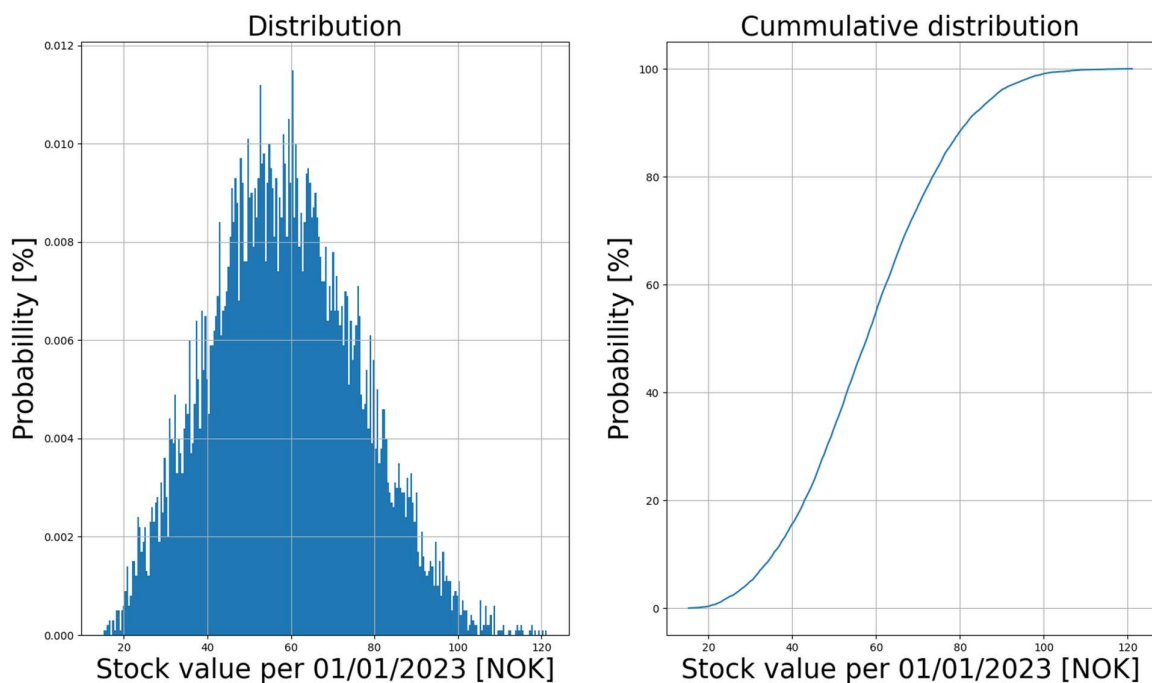 Distribution
Probabillity [%]
0.012
0.010
0.008
0.006
0.004
0.002
0.000
20 40 60 80 100 120
Stock value per 01/01/2023 [NOK]
Cummulative distribution
Probabillity [%]
100
80
60
40
20
0
20 40 60 80 100 120
Stock value per 01/01/2023 [NOK]